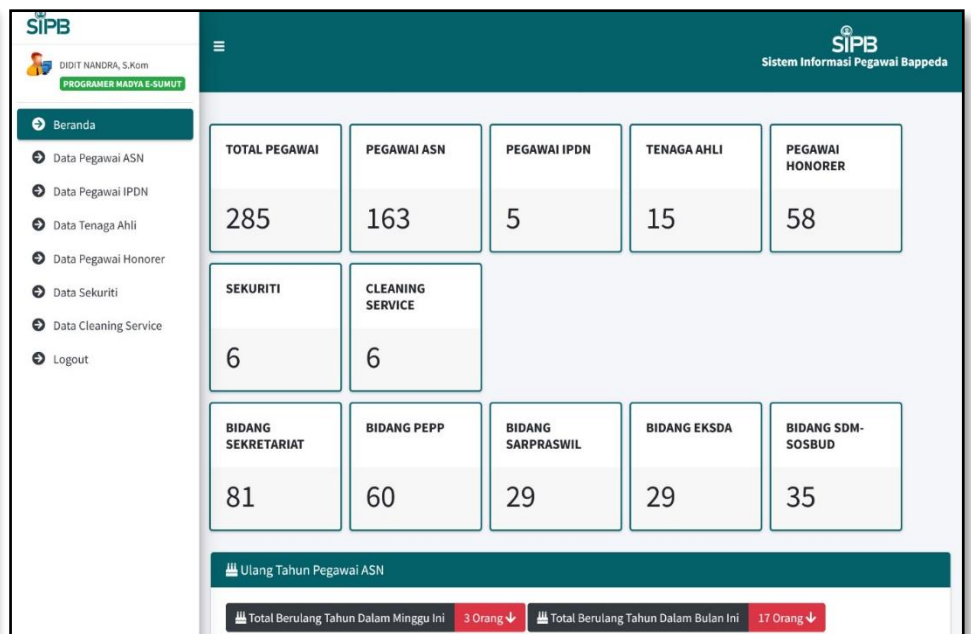 SIPB
DIDIT NANDRA, S.Kom
PROGRAMER MADYA E-SUMUT
Beranda
Data Pegawai ASN
Data Pegawai IPDN
Data Tenaga Ahli
Data Pegawai Honorer
Data Sekuriti
Data Cleaning Service
Logout
SIPB
Sistem Informasi Pegawai Bappeda
TOTAL PEGAWAI
285
PEGAWAI ASN
163
PEGAWAI IPDN
5
TENAGA AHLI
15
PEGAWAI
HONORER
58
SEKURITI
6
CLEANING
SERVICE
6
BIDANG
SEKRETARIAT
81
BIDANG PEPP
60
BIDANG
SARPRASWIL
29
BIDANG EKSDA
29
BIDANG SDM-
SOSBUD
35
Ulang Tahun Pegawai ASN
Total Berulang Tahun Dalam Minggu Ini 3 Orang
Total Berulang Tahun Dalam Bulan Ini 17 Orang